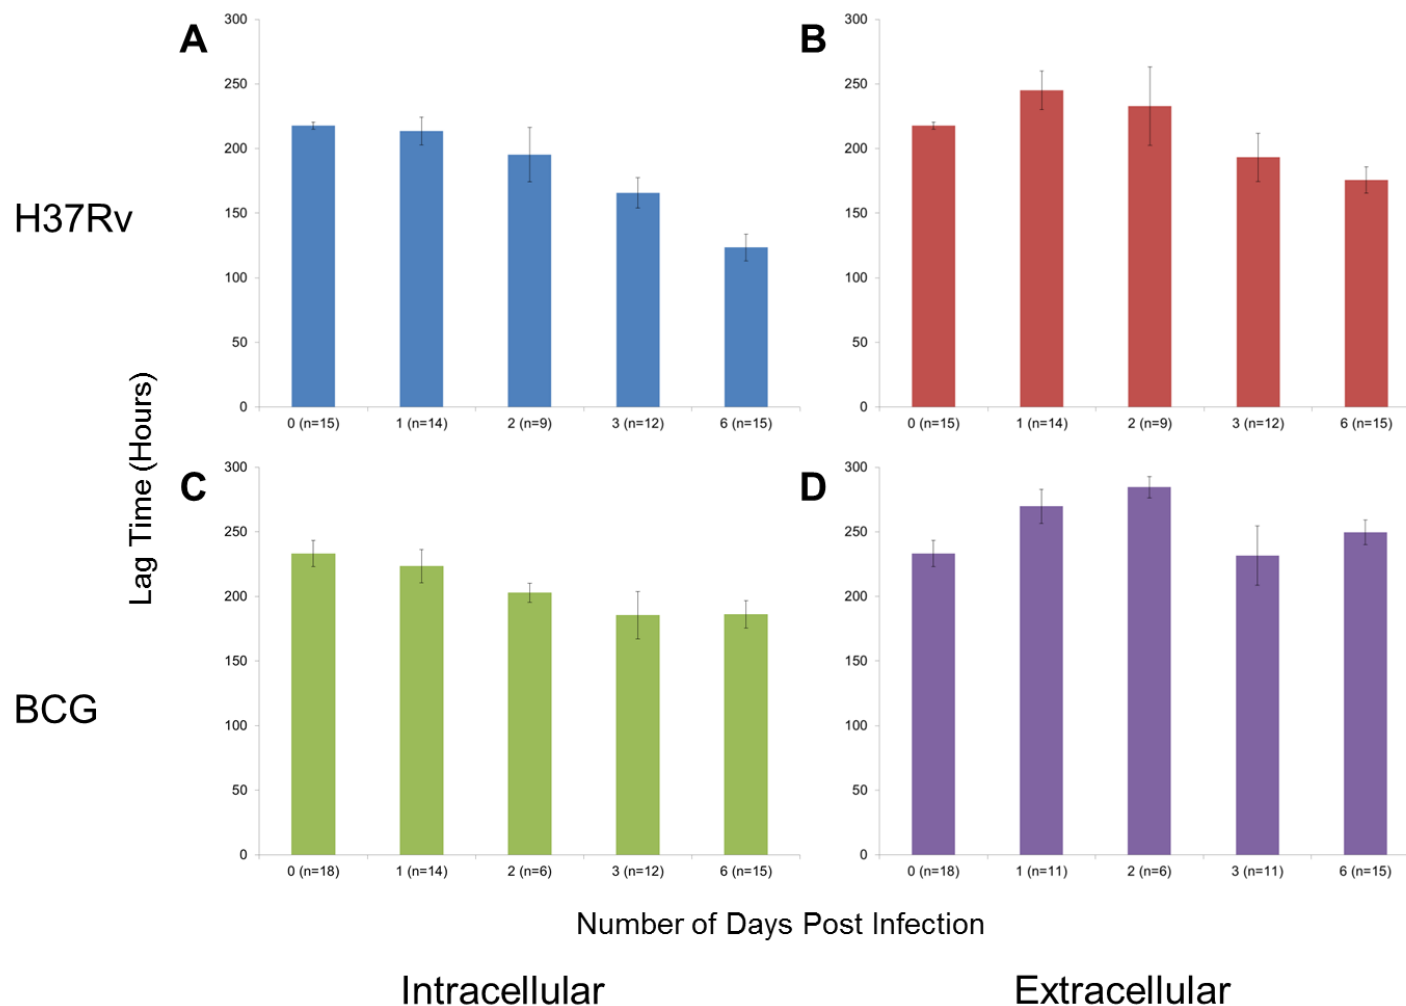 A
300
250
200
150
100
50
0
0 (n=15) 1 (n=14) 2 (n=9) 3 (n=12) 6 (n=15)
B
300
250
200
150
100
50
0
0 (n=15) 1 (n=14) 2 (n=9) 3 (n=12) 6 (n=15)
H37Rv
Lag Time (Hours)
C
300
250
200
150
100
50
0
0 (n=18) 1 (n=14) 2 (n=6) 3 (n=12) 6 (n=15)
D
300
250
200
150
100
50
0
0 (n=18) 1 (n=11) 2 (n=6) 3 (n=11) 6 (n=15)
BCG
Number of Days Post Infection
Intracellular
Extracellular